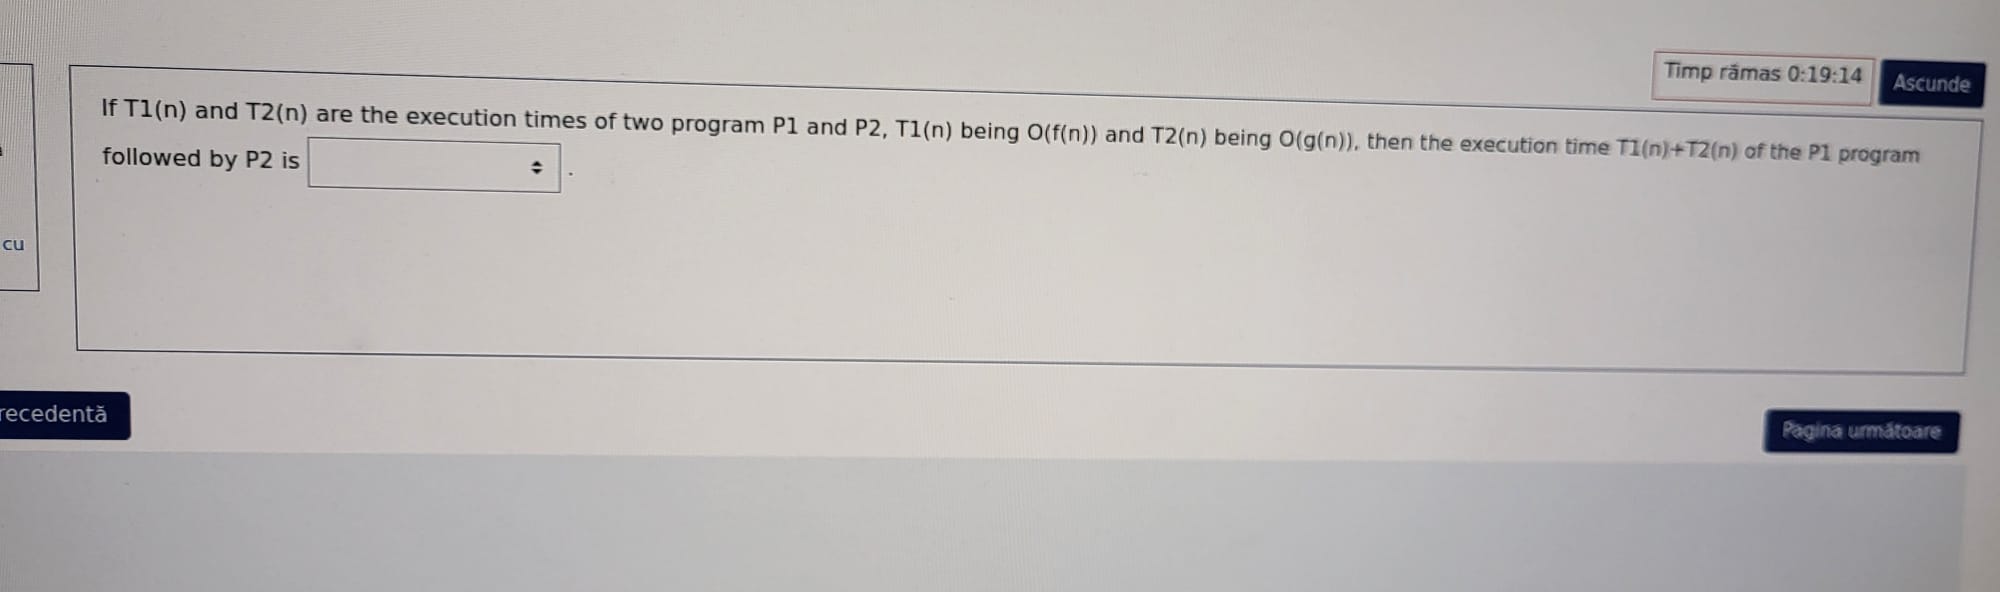 Timp rămas 0:19:14 Ascunde
If T1(n) and T2(n) are the execution times of two program P1 and P2, T1(n) being O(f(n)) and T2(n) being O(g(n)), then the execution time T1(n)+T2(n) of the P1 program
followed by P2 is .
cu
recedentă Pagina următoare